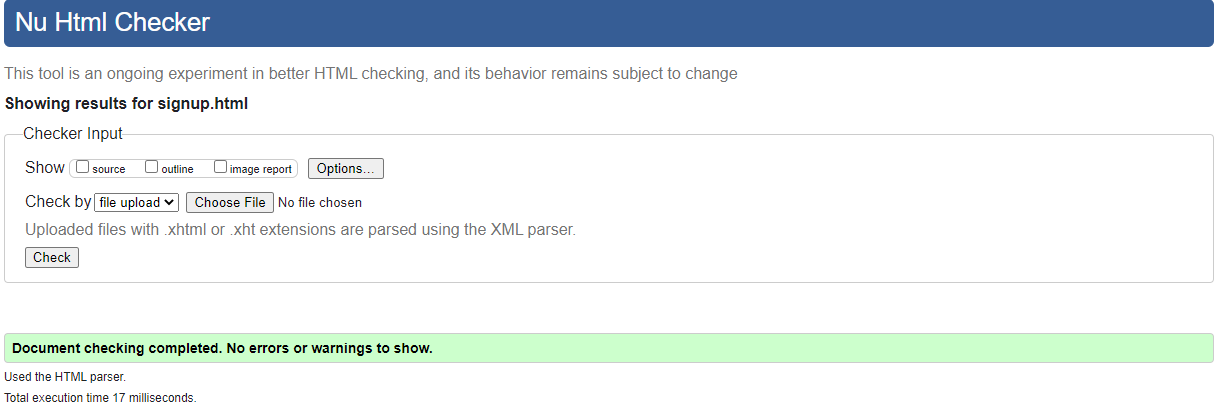 Nu Html Checker
This tool is an ongoing experiment in better HTML checking, and its behavior remains subject to change
Showing results for signup.html
Checker Input
Show source outline image report Options...
Check by file upload Choose File No file chosen
Uploaded files with .xhtml or .xht extensions are parsed using the XML parser.
Check
Document checking completed. No errors or warnings to show.
Used the HTML parser.
Total execution time 17 milliseconds.